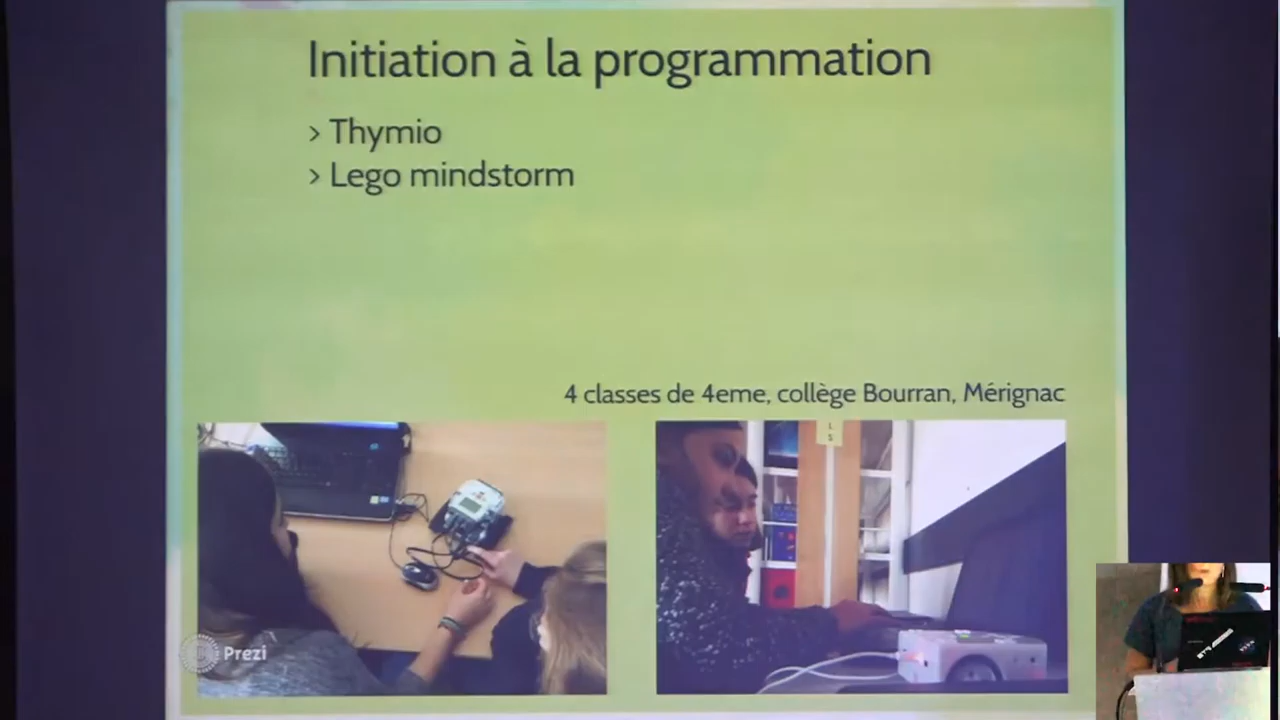 Initiation à la programmation
> Thymio
> Lego mindstorm
4 classes de 4eme, collège Bourran, Mérignac
L
S
Prezi